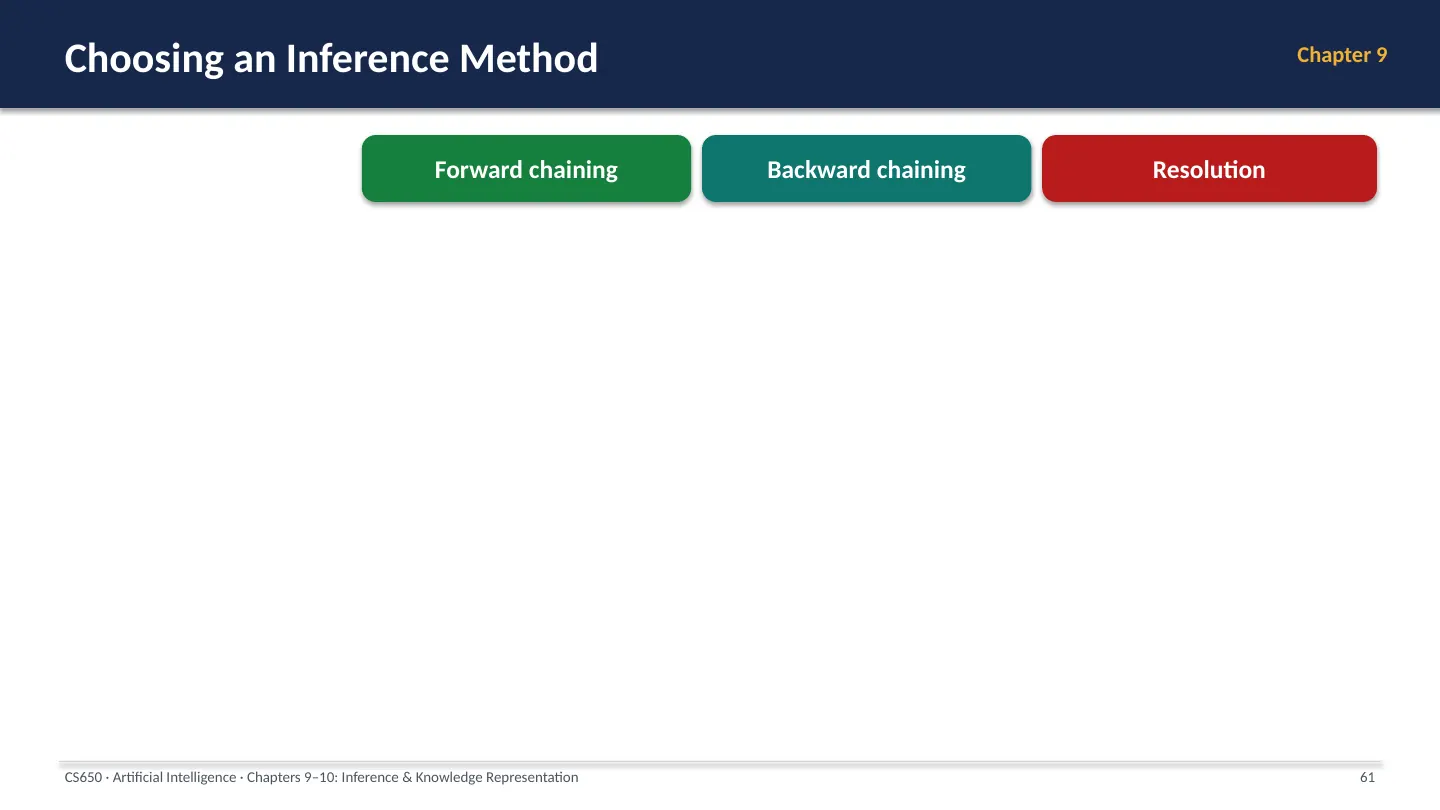 Choosing an Inference Method
Chapter 9
Forward chaining
Backward chaining
Resolution
CS650 · Artificial Intelligence · Chapters 9–10: Inference & Knowledge Representation
61